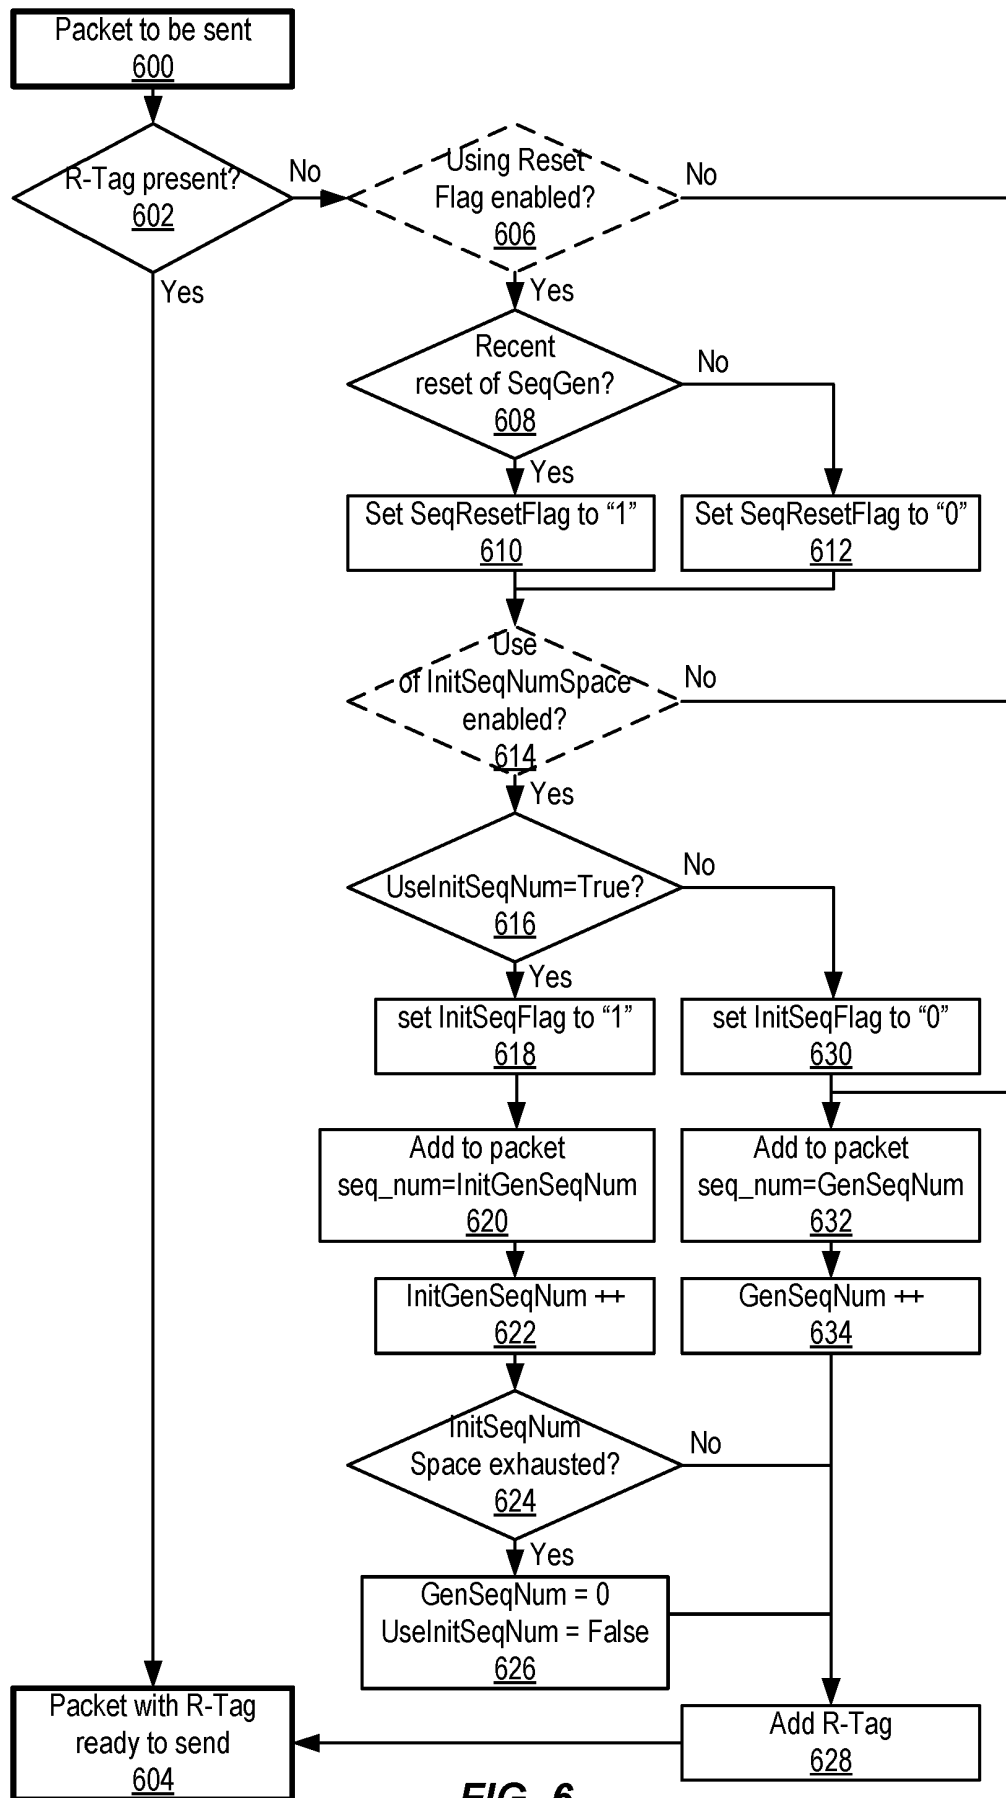 Packet to be sent
600
R-Tag present?
602
No
Yes
Using Reset
Flag enabled?
606
No
Yes
Recent
reset of SeqGen?
608
No
Yes
Set SeqResetFlag to “1”
610
Set SeqResetFlag to “0”
612
Use
of InitSeqNumSpace
enabled?
614
No
Yes
UseInitSeqNum=True?
616
No
Yes
set InitSeqFlag to “1”
618
set InitSeqFlag to “0”
630
Add to packet
seq_num=InitGenSeqNum
620
Add to packet
seq_num=GenSeqNum
632
InitGenSeqNum ++
622
GenSeqNum ++
634
InitSeqNum
Space exhausted?
624
No
Yes
GenSeqNum = 0
UseInitSeqNum = False
626
Packet with R-Tag
ready to send
604
Add R-Tag
628
FIG. 6